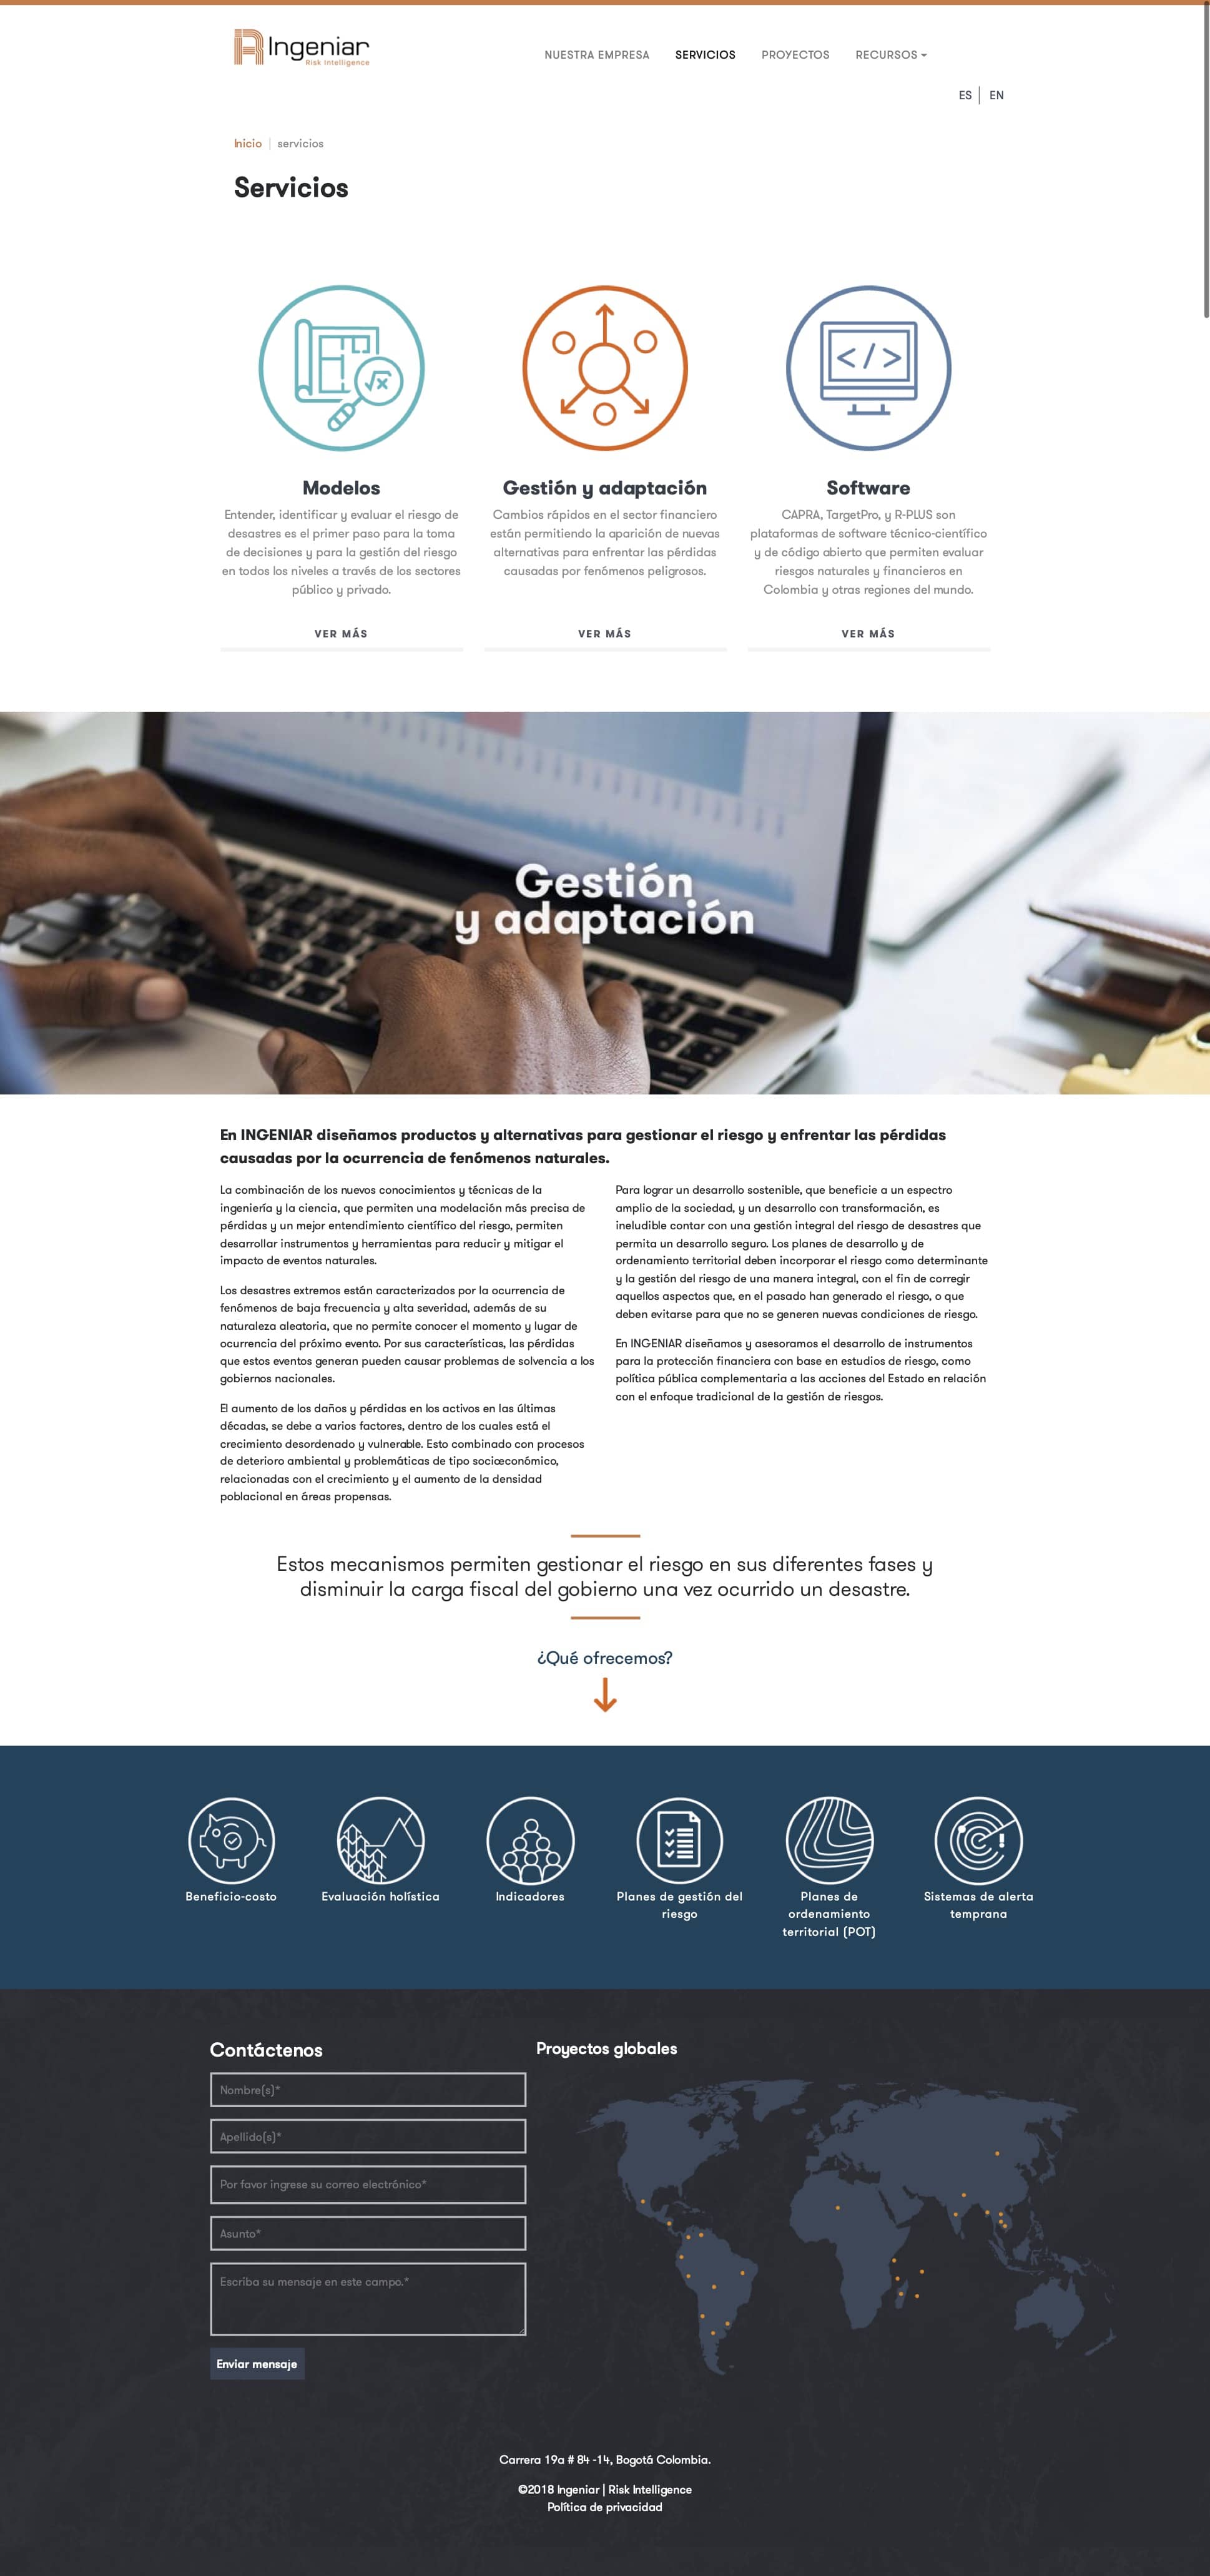 Ingeniar
Risk Intelligence
NUESTRA EMPRESA SERVICIOS PROYECTOS RECURSOS
ES | EN
Inicio | servicios
Servicios
√x
</>
Modelos
Entender, identificar y evaluar el riesgo de
desastres es el primer paso para la toma
de decisiones y para la gestión del riesgo
en todos los niveles a través de los sectores
público y privado.
VER MÁS
Gestión y adaptación
Cambios rápidos en el sector financiero
están permitiendo la aparición de nuevas
alternativas para enfrentar las pérdidas
causadas por fenómenos peligrosos.
VER MÁS
Software
CAPRA, TargetPro, y R-PLUS son
plataformas de software técnico-científico
y de código abierto que permiten evaluar
riesgos naturales y financieros en
Colombia y otras regiones del mundo.
VER MÁS
Gestión
y adaptación
En INGENIAR diseñamos productos y alternativas para gestionar el riesgo y enfrentar las pérdidas
causadas por la ocurrencia de fenómenos naturales.
La combinación de los nuevos conocimientos y técnicas de la
ingeniería y la ciencia, que permiten una modelación más precisa de
pérdidas y un mejor entendimiento científico del riesgo, permiten
desarrollar instrumentos y herramientas para reducir y mitigar el
impacto de eventos naturales.
Los desastres extremos están caracterizados por la ocurrencia de
fenómenos de baja frecuencia y alta severidad, además de su
naturaleza aleatoria, que no permite conocer el momento y lugar de
ocurrencia del próximo evento. Por sus características, las pérdidas
que estos eventos generan pueden causar problemas de solvencia a los
gobiernos nacionales.
El aumento de los daños y pérdidas en los activos en las últimas
décadas, se debe a varios factores, dentro de los cuales está el
crecimiento desordenado y vulnerable. Esto combinado con procesos
de deterioro ambiental y problemáticas de tipo socioeconómico,
relacionadas con el crecimiento y el aumento de la densidad
poblacional en áreas propensas.
Para lograr un desarrollo sostenible, que beneficie a un espectro
amplio de la sociedad, y un desarrollo con transformación, es
ineludible contar con una gestión integral del riesgo de desastres que
permita un desarrollo seguro. Los planes de desarrollo y de
ordenamiento territorial deben incorporar el riesgo como determinante
y la gestión del riesgo de una manera integral, con el fin de corregir
aquellos aspectos que, en el pasado han generado el riesgo, o que
deben evitarse para que no se generen nuevas condiciones de riesgo.
En INGENIAR diseñamos y asesoramos el desarrollo de instrumentos
para la protección financiera con base en estudios de riesgo, como
política pública complementaria a las acciones del Estado en relación
con el enfoque tradicional de la gestión de riesgos.
Estos mecanismos permiten gestionar el riesgo en sus diferentes fases y
disminuir la carga fiscal del gobierno una vez ocurrido un desastre.
¿Qué ofrecemos?
Beneficio-costo
Evaluación holística
Indicadores
Planes de gestión del
riesgo
Planes de
ordenamiento
territorial (POT)
Sistemas de alerta
temprana
Contáctenos
Nombre(s)*
Apellido(s)*
Por favor ingrese su correo electrónico*
Asunto*
Escriba su mensaje en este campo.*
Enviar mensaje
Proyectos globales
Carrera 19a # 84 -14, Bogotá Colombia.
©2018 Ingeniar | Risk Intelligence
Política de privacidad